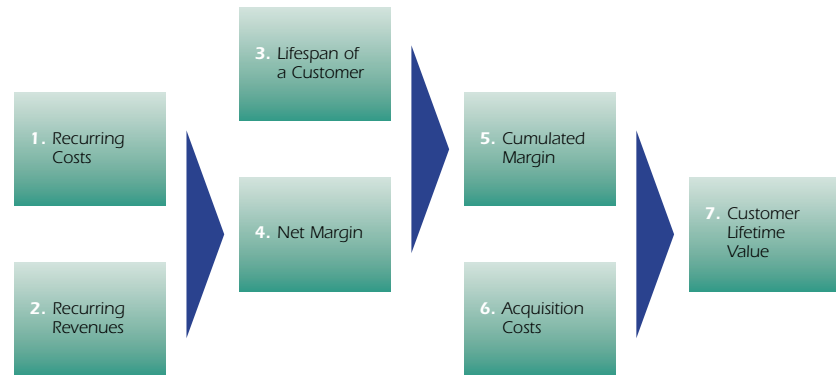 1. Recurring
Costs
2. Recurring
Revenues
3. Lifespan of
a Customer
4. Net Margin
5. Cumulated
Margin
6. Acquisition
Costs
7. Customer
Lifetime
Value